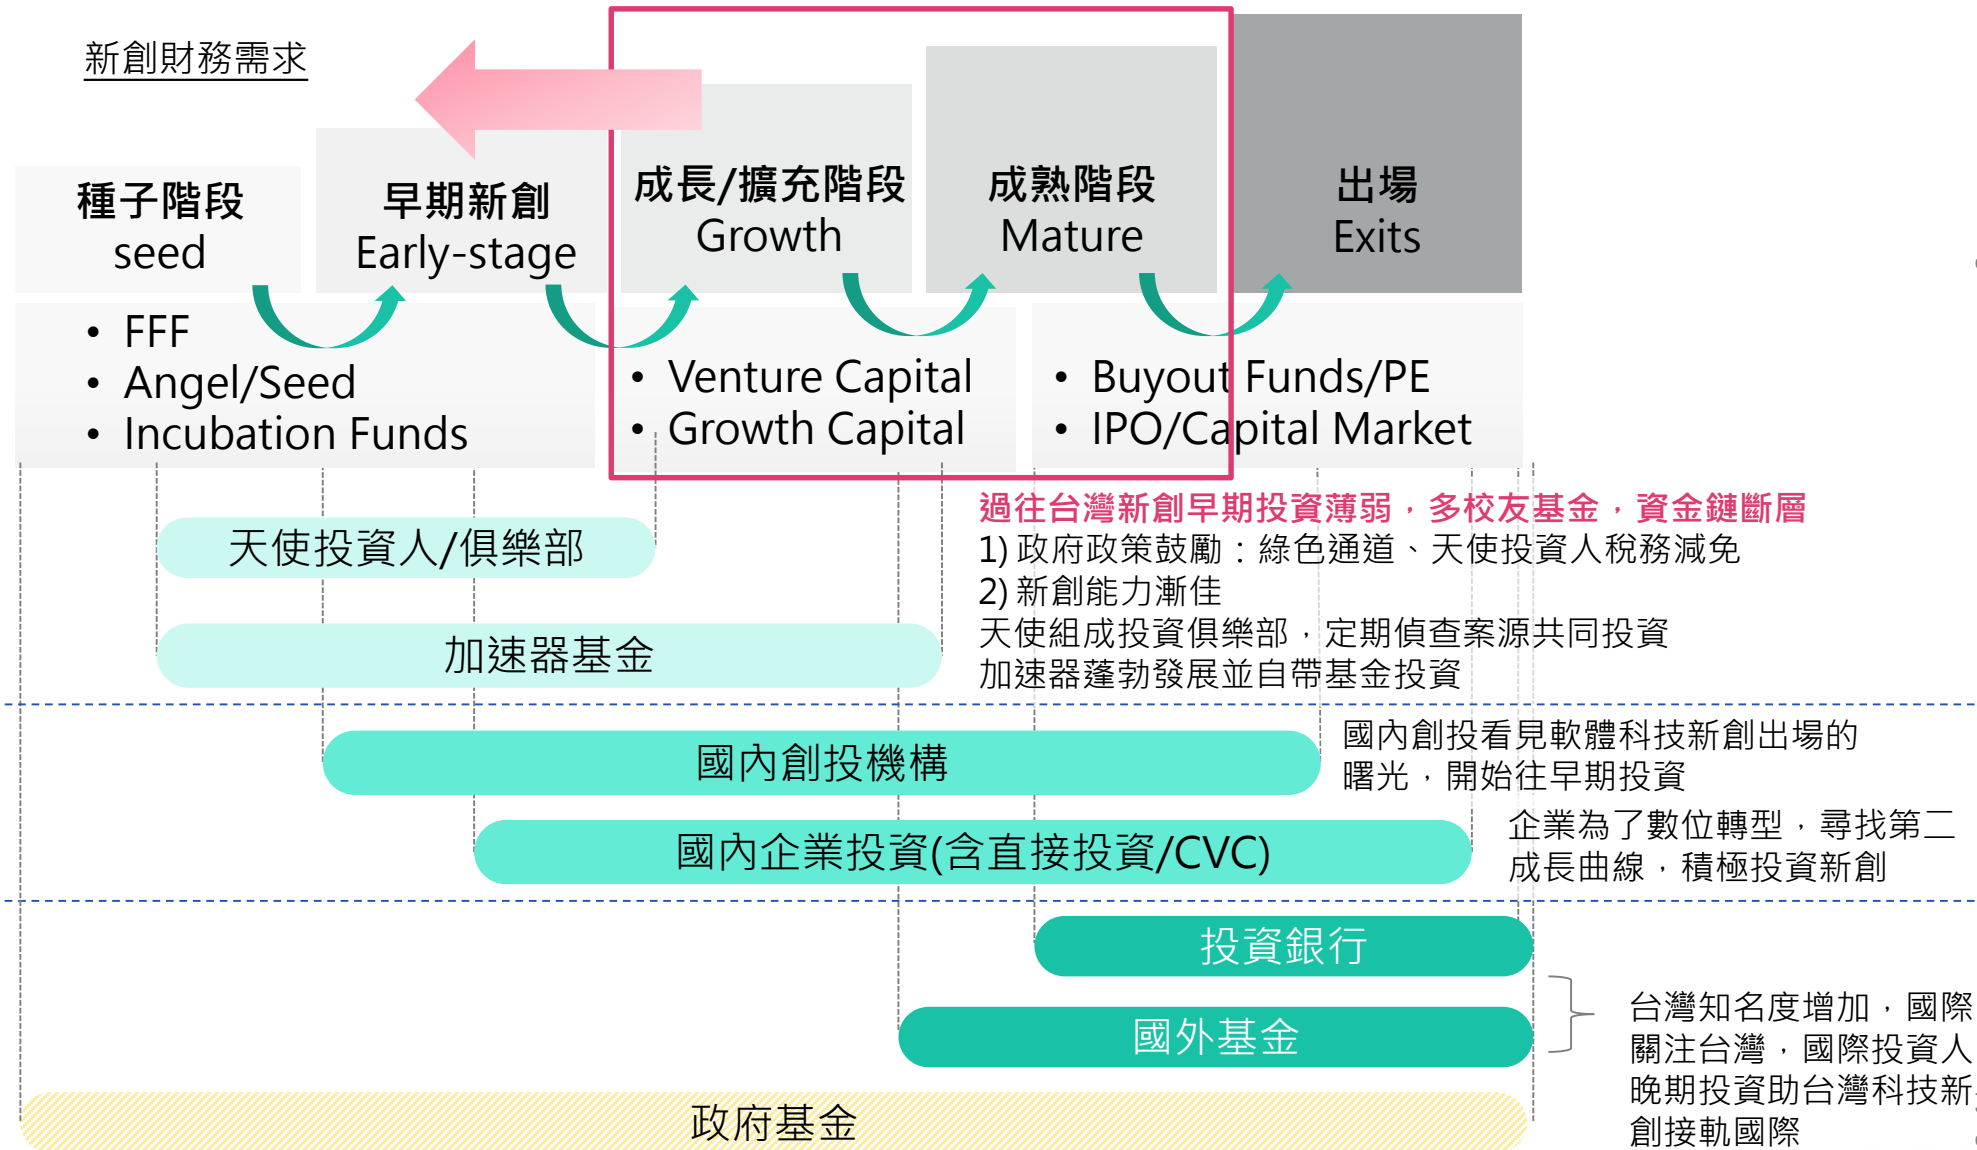 新創財務需求
種子階段
seed
早期新創
Early-stage
成長/擴充階段
Growth
成熟階段
Mature
出場
Exits
• FFF
• Angel/Seed
• Incubation Funds
• Venture Capital
• Growth Capital
• Buyout Funds/PE
• IPO/Capital Market
過往台灣新創早期投資薄弱，多校友基金，資金鏈斷層
1) 政府政策鼓勵：綠色通道、天使投資人稅務減免
2) 新創能力漸佳
天使組成投資俱樂部，定期偵查案源共同投資
加速器蓬勃發展並自帶基金投資
天使投資人/俱樂部
加速器基金
國內創投機構
國內創投看見軟體科技新創出場的
曙光，開始往早期投資
國內企業投資(含直接投資/CVC)
企業為了數位轉型，尋找第二
成長曲線，積極投資新創
投資銀行
國外基金
台灣知名度增加，國際
關注台灣，國際投資人
晚期投資助台灣科技新
創接軌國際
政府基金